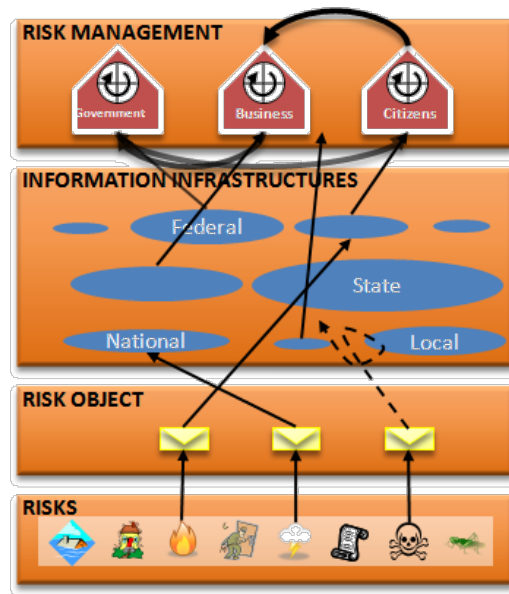 RISK MANAGEMENT
Government
Business
Citizens
INFORMATION INFRASTRUCTURES
Federal
State
National
Local
RISK OBJECT
RISKS